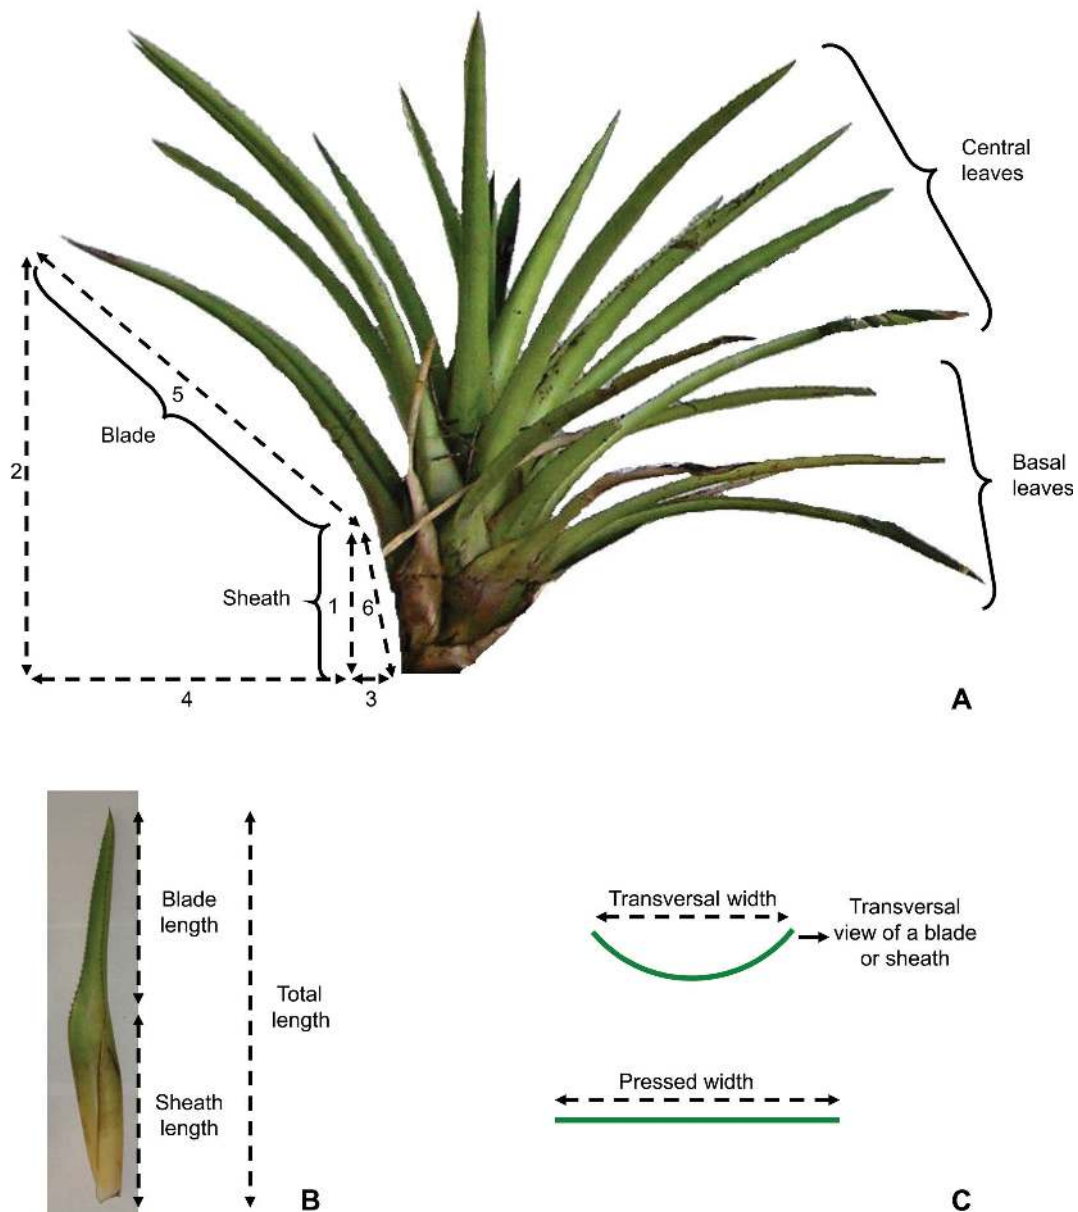 Central
leaves
5
Blade
2
Basal
leaves
Sheath
1
6
4
3
A
Blade
length
Total
length
Sheath
length
B
Transversal width
Transversal
view of a blade
or sheath
Pressed width
C